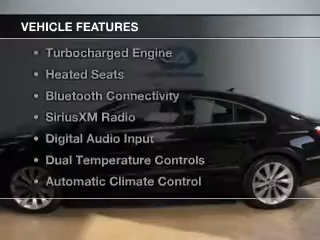 VEHICLE FEATURES
• Turbocharged Engine
• Heated Seats
• Bluetooth Connectivity
• SiriusXM Radio
• Digital Audio Input
• Dual Temperature Controls
• Automatic Climate Control